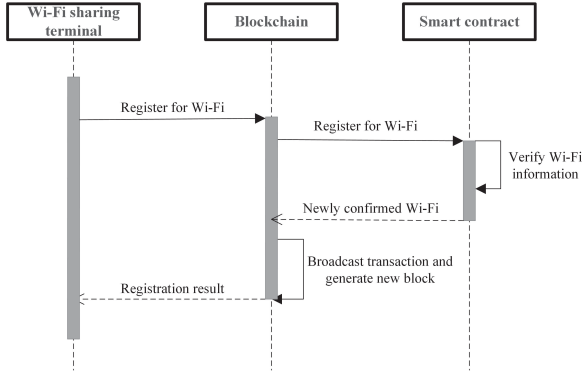 Wi-Fi sharing
terminal
Blockchain
Smart contract
Register for Wi-Fi
Register for Wi-Fi
Verify Wi-Fi
information
Newly confirmed Wi-Fi
Broadcast transaction and
generate new block
Registration result